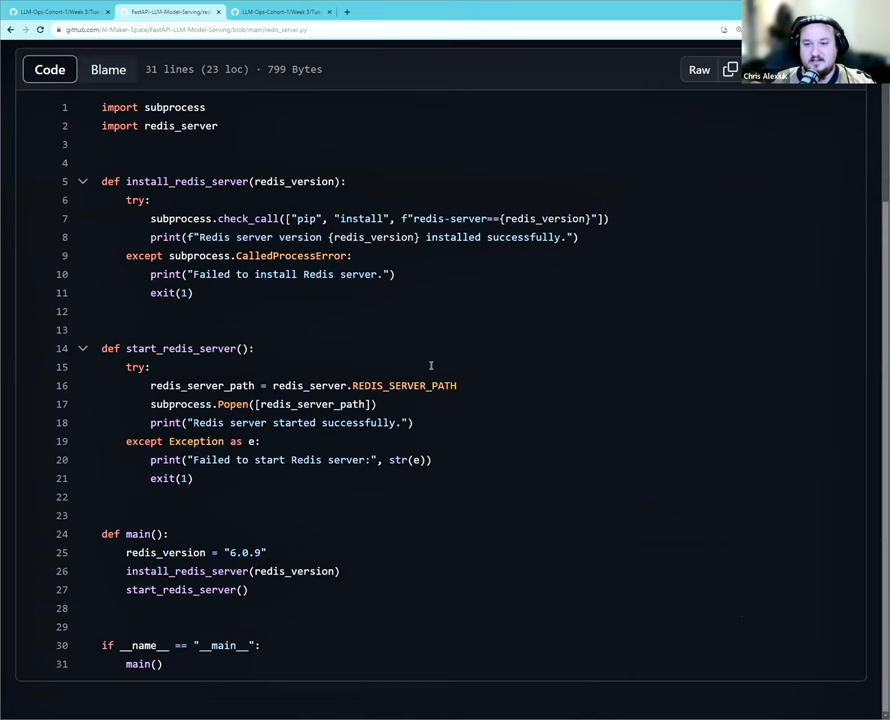 LLM-Ops-Cohort-1/Week 3/Tue
FastAPI-LLM-Model-Serving/red
LLM-Ops-Cohort-1/Week 3/Tue
github.com/AI-Maker-Space/FastAPI-LLM-Model-Serving/blob/main/redis_server.py
Chris Alexiuk
Code
Blame
31 lines (23 loc) · 799 Bytes
Raw
1 import subprocess
2 import redis_server
3
4
5 def install_redis_server(redis_version):
6 try:
7 subprocess.check_call(["pip", "install", f"redis-server=={redis_version}"])
8 print(f"Redis server version {redis_version} installed successfully.")
9 except subprocess.CalledProcessError:
10 print("Failed to install Redis server.")
11 exit(1)
12
13
14 def start_redis_server():
15 try:
16 redis_server_path = redis_server.REDIS_SERVER_PATH
17 subprocess.Popen([redis_server_path])
18 print("Redis server started successfully.")
19 except Exception as e:
20 print("Failed to start Redis server:", str(e))
21 exit(1)
22
23
24 def main():
25 redis_version = "6.0.9"
26 install_redis_server(redis_version)
27 start_redis_server()
28
29
30 if __name__ == "__main__":
31 main()